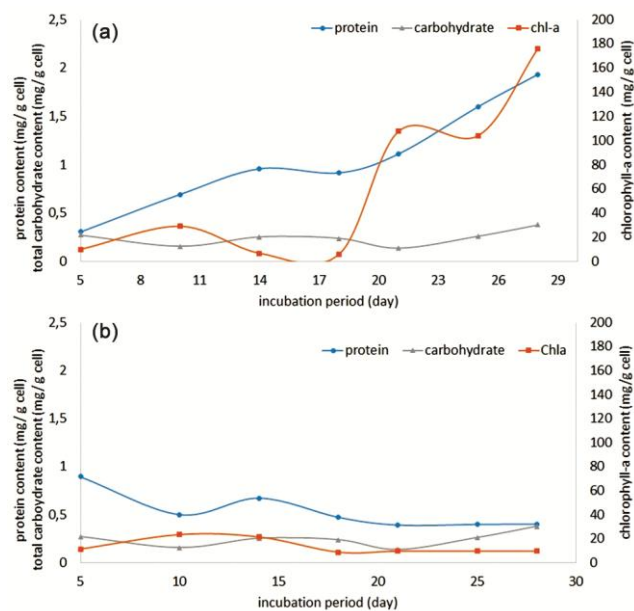 (a)
protein carbohydrate chl-a
protein content (mg/ g cell)
total carbohydrate content (mg/ g cell)
2,5
2
1,5
1
0,5
0
200
180
160
140
120
100
80
60
40
20
0
chlorophyll-a content (mg/g cell)
5 8 11 14 17 21 23 26 29
incubation period (day)
(b)
protein carbohydrate Chla
protein content (mg/ g cell)
total carboydrate content (mg/ g cell)
2,5
2
1,5
1
0,5
0
200
180
160
140
120
100
80
60
40
20
0
chlorophyll-a content (mg/g cell)
5 10 15 20 25 30
incubation period (day)